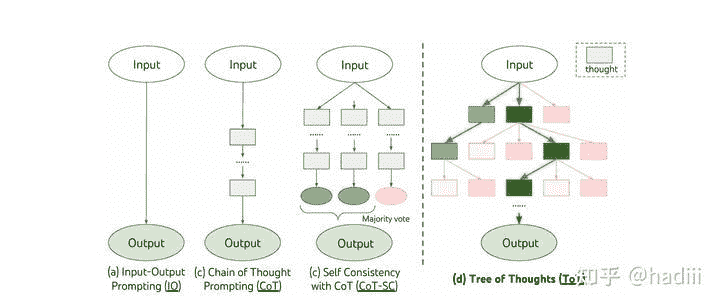 Input
Input
Input
Input
thought
......
...... ...... ......
Majority vote
......
Output
Output
Output
Output
(a) Input-Output
Prompting (IO)
(c) Chain of Thought
Prompting (CoT)
(c) Self Consistency
with CoT (CoT-SC)
(d) Tree of Thoughts (ToT)
知乎 @hadiii